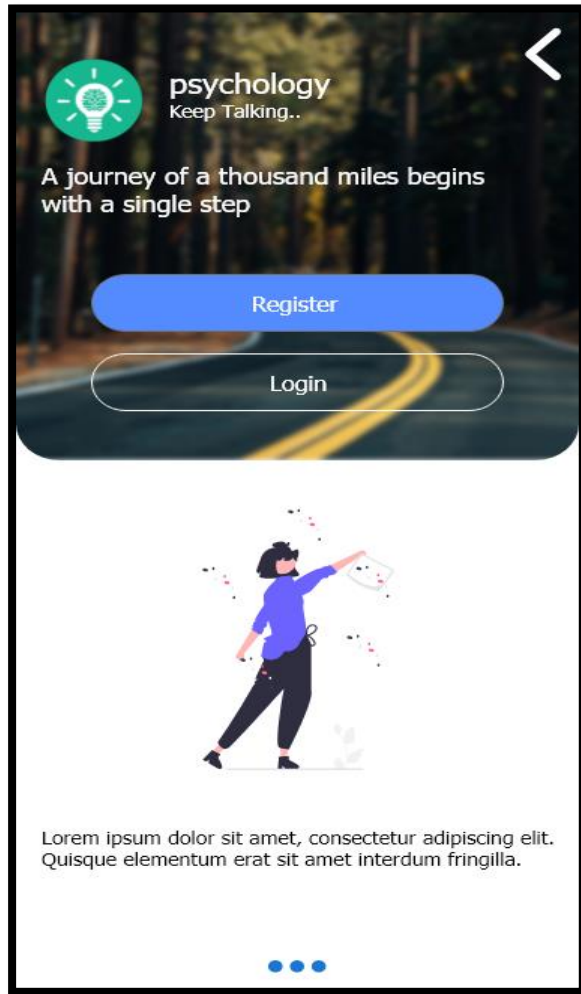 psychology
Keep Talking..
A journey of a thousand miles begins
with a single step
Register
Login
Lorem ipsum dolor sit amet, consectetur adipiscing elit.
Quisque elementum erat sit amet interdum fringilla.